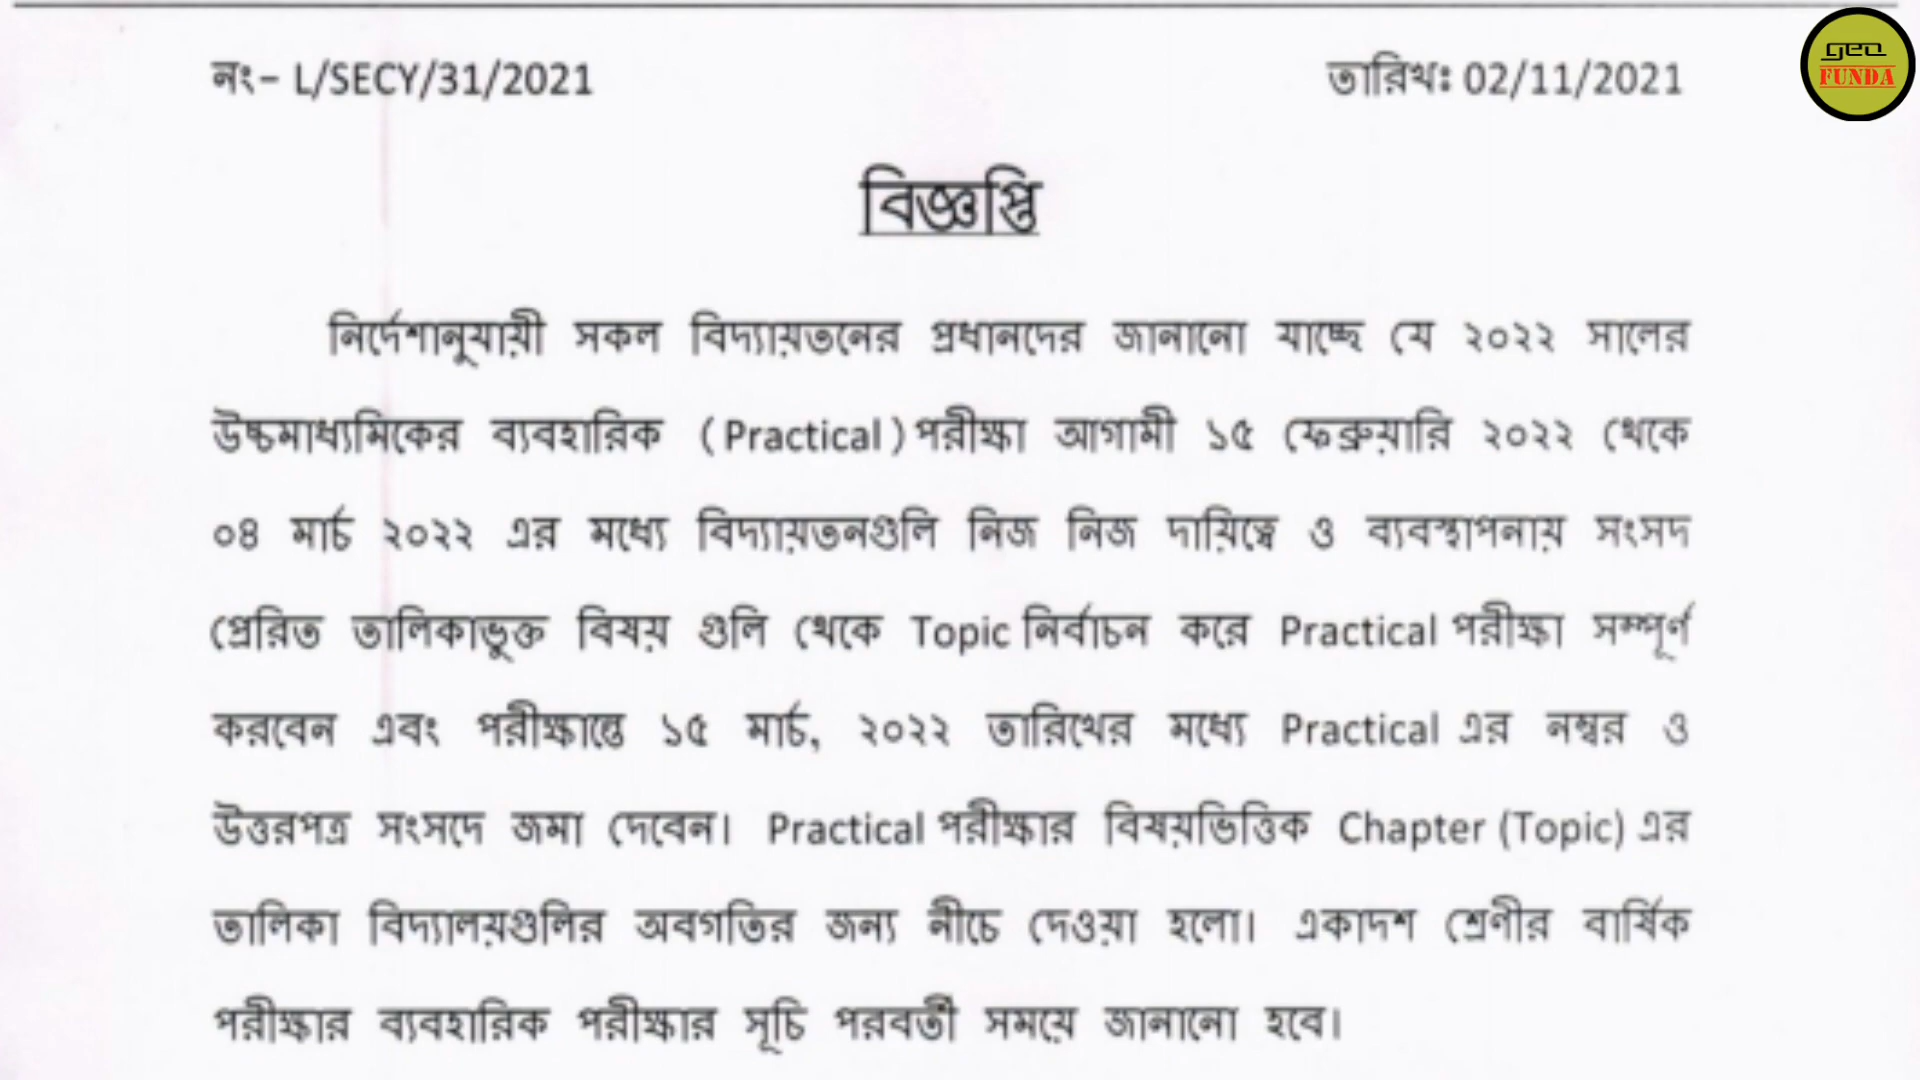 নং– L/SECY/31/2021
তারিখঃ 02/11/2021
geo
FUNDA
বিজ্ঞপ্তি
নির্দেশানুযায়ী সকল বিদ্যায়তনের প্রধানদের জানানো যাচ্ছে যে ২০২২ সালের
উচ্চমাধ্যমিকের ব্যবহারিক (Practical) পরীক্ষা আগামী ১৫ ফেব্রুয়ারি ২০২২ থেকে
০৪ মার্চ ২০২২ এর মধ্যে বিদ্যায়তনগুলি নিজ নিজ দায়িত্বে ও ব্যবস্থাপনায় সংসদ
প্রেরিত তালিকাভুক্ত বিষয় গুলি থেকে Topic নির্বাচন করে Practical পরীক্ষা সম্পূর্ণ
করবেন এবং পরীক্ষান্তে ১৫ মার্চ, ২০২২ তারিখের মধ্যে Practical এর নম্বর ও
উত্তরপত্র সংসদে জমা দেবেন। Practical পরীক্ষার বিষয়ভিত্তিক Chapter (Topic) এর
তালিকা বিদ্যালয়গুলির অবগতির জন্য নীচে দেওয়া হলো। একাদশ শ্রেণীর বার্ষিক
পরীক্ষার ব্যবহারিক পরীক্ষার সূচি পরবর্তী সময়ে জানানো হবে।